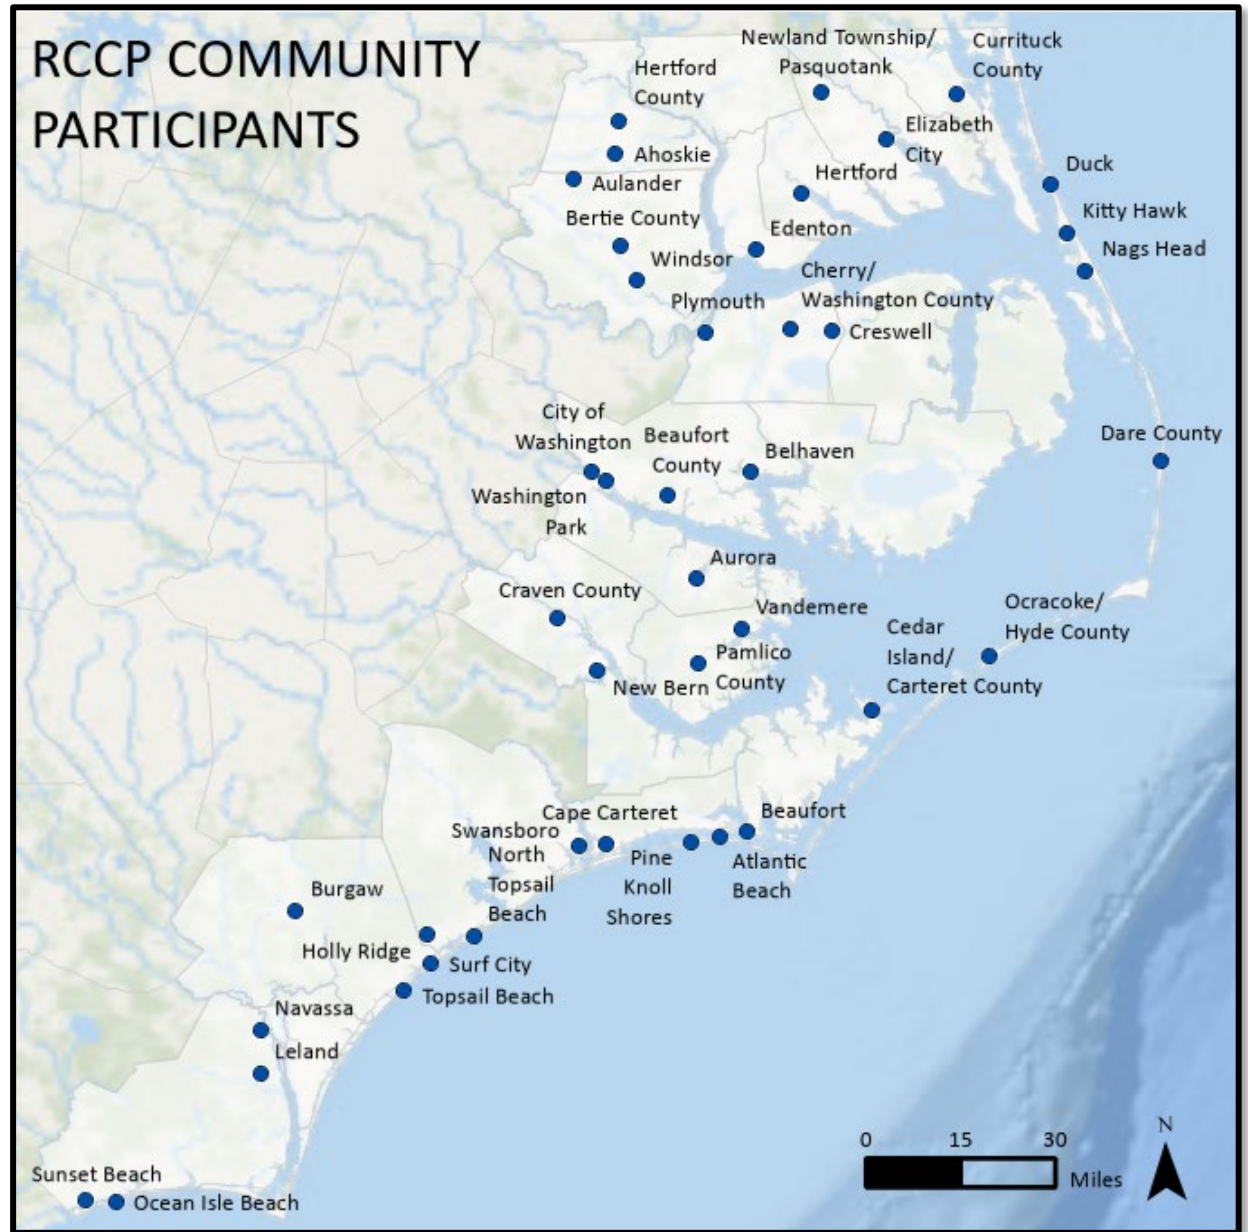 RCCP COMMUNITY
PARTICIPANTS
Newland Township/
Pasquotank
Currituck
County
Hertford
County
Elizabeth
City
Ahoskie
Hertford
Duck
Aulander
Kitty Hawk
Bertie County
Edenton
Nags Head
Windsor
Cherry/
Washington County
Plymouth
Creswell
City of
Washington
Beaufort
County
Belhaven
Dare County
Washington
Park
Aurora
Craven County
Vandemere
Ocracoke/
Hyde County
Cedar
Island/
Carteret County
Pamlico
County
New Bern
Cape Carteret
Beaufort
Swansboro
North
Topsail
Beach
Pine
Knoll
Shores
Atlantic
Beach
Burgaw
Holly Ridge
Surf City
Topsail Beach
Navassa
Leland
Sunset Beach
Ocean Isle Beach
0 15 30
Miles
N